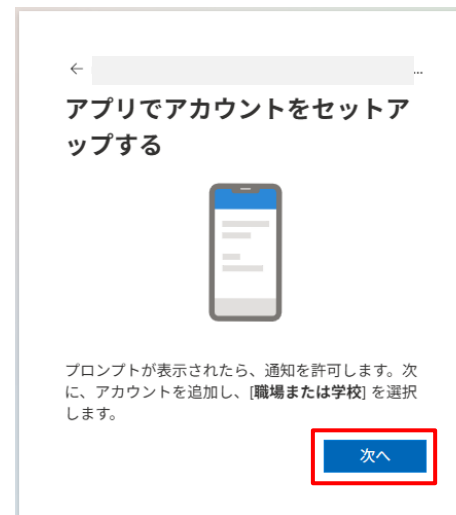 ← ...
アプリでアカウントをセットア
ップする
プロンプトが表示されたら、通知を許可します。次
に、アカウントを追加し、[職場または学校] を選択
します。
次へ